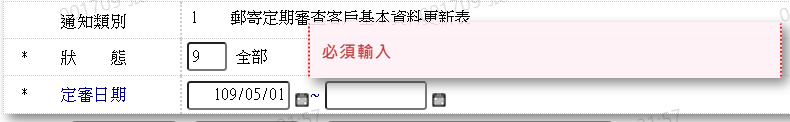 001709
通知類別 1 郵寄定期審查客戶基本資料更新表
必須輸入
* 狀 態 9 全部
* 定審日期 109/05/01 ~